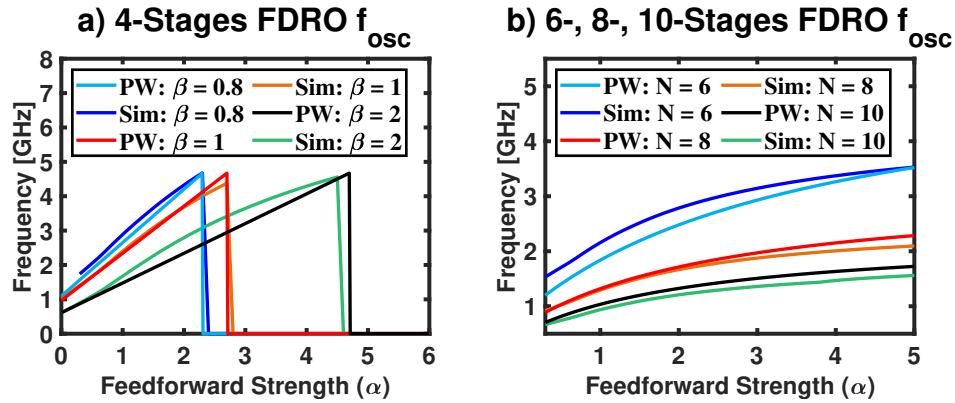 a) 4-Stages FDRO f_osc
8
7
6
5
4
3
2
1
0
Frequency [GHz]
PW: β = 0.8
Sim: β = 1
Sim: β = 0.8
PW: β = 2
PW: β = 1
Sim: β = 2
0 1 2 3 4 5 6
Feedforward Strength (α)
b) 6-, 8-, 10-Stages FDRO f_osc
5
4
3
2
1
Frequency [GHz]
PW: N = 6
Sim: N = 8
Sim: N = 6
PW: N = 10
PW: N = 8
Sim: N = 10
1 2 3 4 5
Feedforward Strength (α)